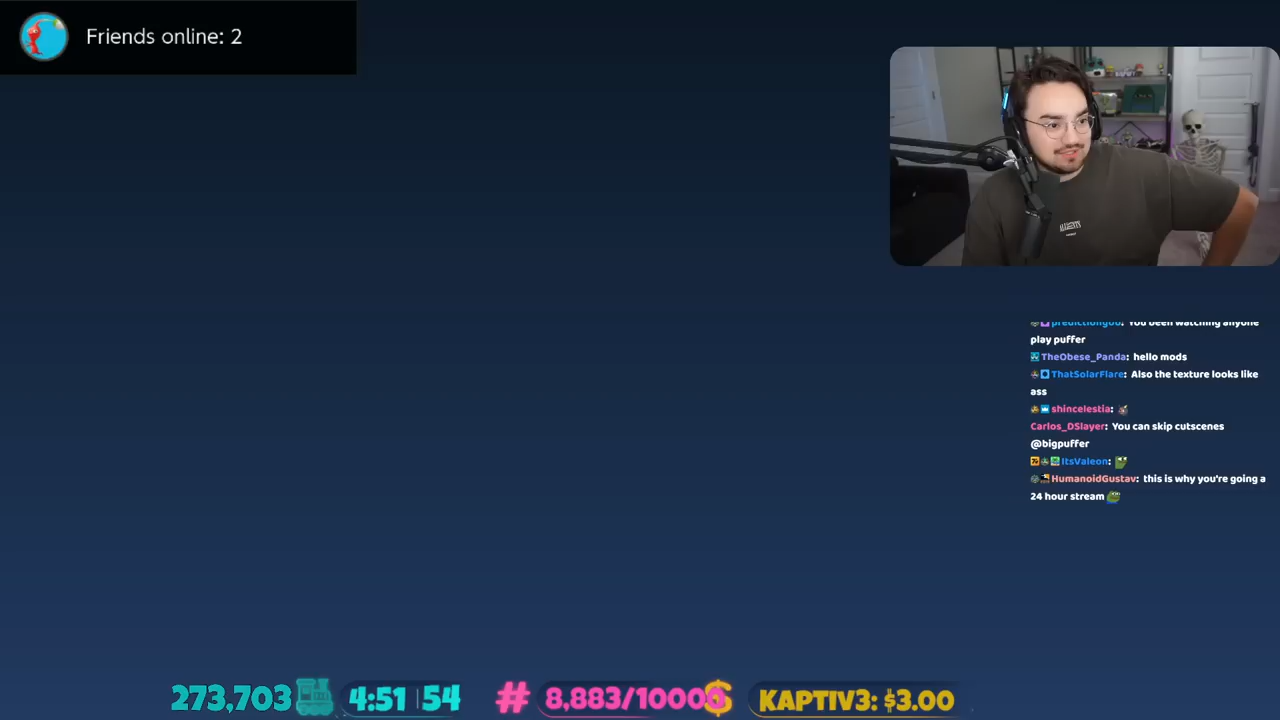 Friends online: 2
predictiongod: You been watching anyone
play puffer
TheObese_Panda: hello mods
ThatSolarFlare: Also the texture looks like
ass
shincelestia:
Carlos_DSlayer: You can skip cutscenes
@bigpuffer
ItsValeon:
HumanoidGustav: this is why you're going a
24 hour stream
273,703 4:51 | 54 # 8,883/10000 KAPTIV3: $3.00